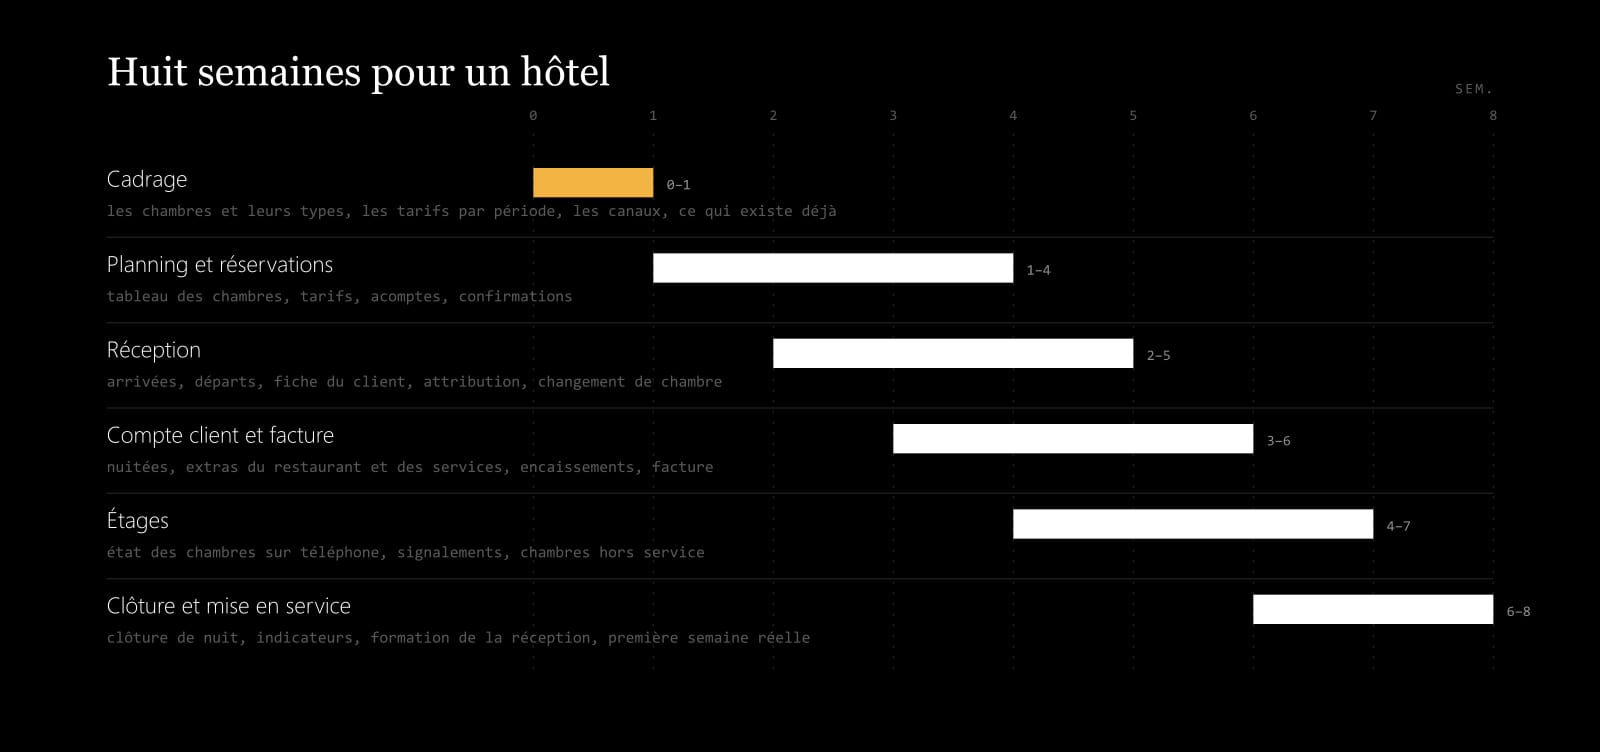 Huit semaines pour un hôtel
SEM.
0 1 2 3 4 5 6 7 8
Cadrage
0–1
les chambres et leurs types, les tarifs par période, les canaux, ce qui existe déjà
Planning et réservations
1–4
tableau des chambres, tarifs, acomptes, confirmations
Réception
2–5
arrivées, départs, fiche du client, attribution, changement de chambre
Compte client et facture
3–6
nuitées, extras du restaurant et des services, encaissements, facture
Étages
4–7
état des chambres sur téléphone, signalements, chambres hors service
Clôture et mise en service
6–8
clôture de nuit, indicateurs, formation de la réception, première semaine réelle